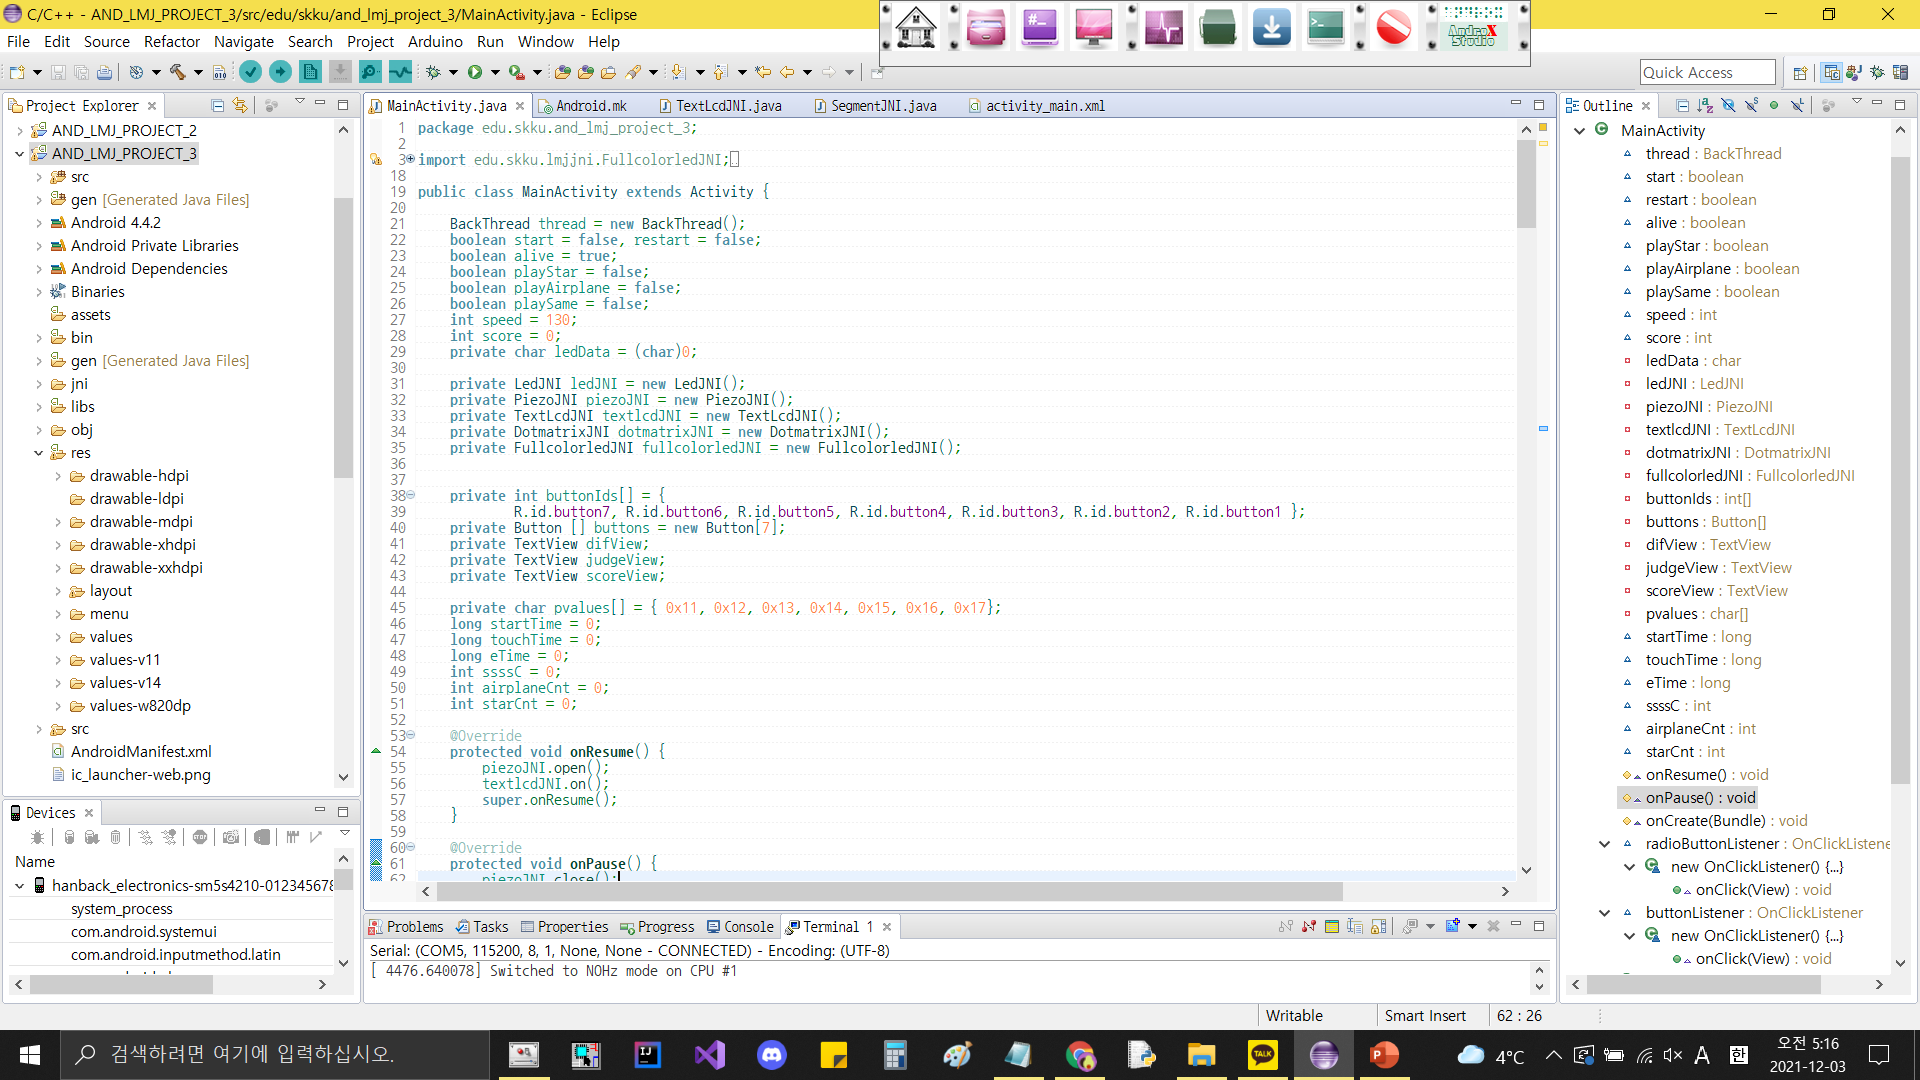 C/C++ - AND_LMJ_PROJECT_3/src/edu/skku/and_lmj_project_3/MainActivity.java - Eclipse
File Edit Source Refactor Navigate Search Project Arduino Run Window Help
AndroX Studio
Quick Access
Project Explorer
AND_LMJ_PROJECT_2
AND_LMJ_PROJECT_3
src
gen [Generated Java Files]
Android 4.4.2
Android Private Libraries
Android Dependencies
Binaries
assets
bin
gen [Generated Java Files]
jni
libs
obj
res
drawable-hdpi
drawable-ldpi
drawable-mdpi
drawable-xhdpi
drawable-xxhdpi
layout
menu
values
values-v11
values-v14
values-w820dp
src
AndroidManifest.xml
ic_launcher-web.png
Devices
Name
hanback_electronics-sm5s4210-012345678
system_process
com.android.systemui
com.android.inputmethod.latin
MainActivity.java Android.mk TextLcdJNI.java SegmentJNI.java activity_main.xml
1 package edu.skku.and_lmj_project_3;
2
3 import edu.skku.lmjjni.FullcolorledJNI;
18
19 public class MainActivity extends Activity {
20
21 BackThread thread = new BackThread();
22 boolean start = false, restart = false;
23 boolean alive = true;
24 boolean playStar = false;
25 boolean playAirplane = false;
26 boolean playSame = false;
27 int speed = 130;
28 int score = 0;
29 private char ledData = (char)0;
30
31 private LedJNI ledJNI = new LedJNI();
32 private PiezoJNI piezoJNI = new PiezoJNI();
33 private TextLcdJNI textlcdJNI = new TextLcdJNI();
34 private DotmatrixJNI dotmatrixJNI = new DotmatrixJNI();
35 private FullcolorledJNI fullcolorledJNI = new FullcolorledJNI();
36
37
38 private int buttonIds[] = {
39 R.id.button7, R.id.button6, R.id.button5, R.id.button4, R.id.button3, R.id.button2, R.id.button1 };
40 private Button [] buttons = new Button[7];
41 private TextView difView;
42 private TextView judgeView;
43 private TextView scoreView;
44
45 private char pvalues[] = { 0x11, 0x12, 0x13, 0x14, 0x15, 0x16, 0x17};
46 long startTime = 0;
47 long touchTime = 0;
48 long eTime = 0;
49 int ssssC = 0;
50 int airplaneCnt = 0;
51 int starCnt = 0;
52
53 @Override
54 protected void onResume() {
55 piezoJNI.open();
56 textlcdJNI.on();
57 super.onResume();
58 }
59
60 @Override
61 protected void onPause() {
62 piezoJNI.close();
Problems Tasks Properties Progress Console Terminal 1
Serial: (COM5, 115200, 8, 1, None, None - CONNECTED) - Encoding: (UTF-8)
[ 4476.640078] Switched to NOHz mode on CPU #1
Outline
MainActivity
thread : BackThread
start : boolean
restart : boolean
alive : boolean
playStar : boolean
playAirplane : boolean
playSame : boolean
speed : int
score : int
ledData : char
ledJNI : LedJNI
piezoJNI : PiezoJNI
textlcdJNI : TextLcdJNI
dotmatrixJNI : DotmatrixJNI
fullcolorledJNI : FullcolorledJNI
buttonIds : int[]
buttons : Button[]
difView : TextView
judgeView : TextView
scoreView : TextView
pvalues : char[]
startTime : long
touchTime : long
eTime : long
ssssC : int
airplaneCnt : int
starCnt : int
onResume() : void
onPause() : void
onCreate(Bundle) : void
radioButtonListener : OnClickListene
new OnClickListener() {...}
onClick(View) : void
buttonListener : OnClickListener
new OnClickListener() {...}
onClick(View) : void
Writable Smart Insert 62 : 26
검색하려면 여기에 입력하십시오.
TALK
4°C
A
한
오전 5:16
2021-12-03